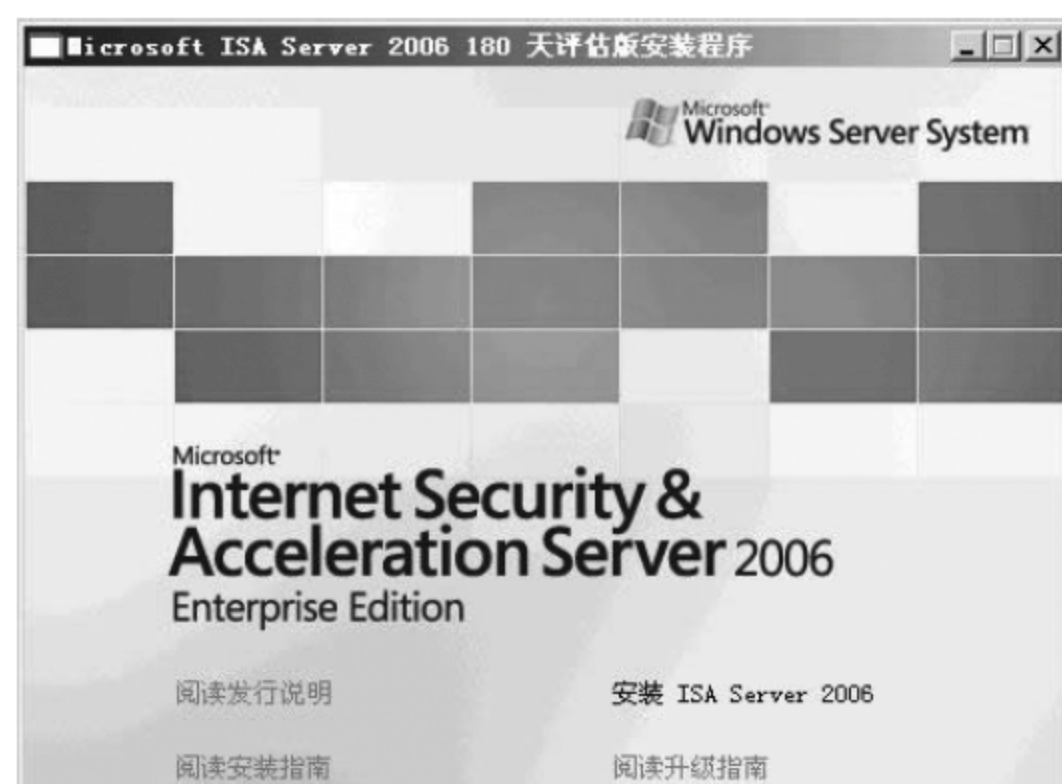 Microsoft ISA Server 2006 180 天评估版安装程序
Microsoft
Windows Server System
Microsoft
Internet Security &
Acceleration Server 2006
Enterprise Edition
阅读发行说明 安装 ISA Server 2006
阅读安装指南 阅读升级指南